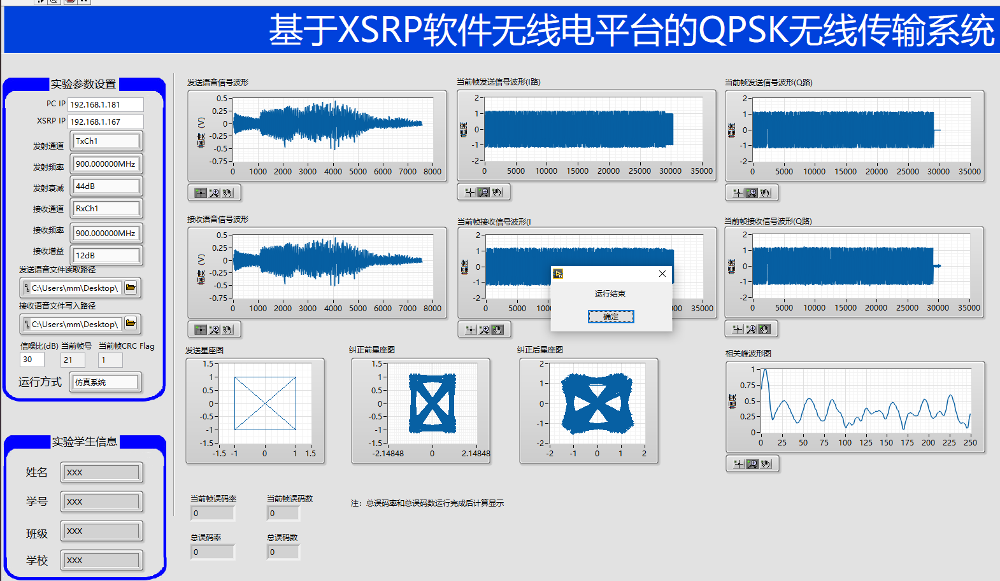 基于XSRP软件无线电平台的QPSK无线传输系统
实验参数设置
PC IP 192.168.1.181
XSRP IP 192.168.1.167
发射通道 TxCh1
发射频率 900.000000MHz
发射衰减 44dB
接收通道 RxCh1
接收频率 900.000000MHz
接收增益 12dB
发送语音文件读取路径
C:\Users\mm\Desktop\
接收语音文件写入路径
C:\Users\mm\Desktop\
信噪比(dB) 当前帧号 当前帧CRC Flag
30 21 1
运行方式 仿真系统
实验学生信息
姓名 XXX
学号 XXX
班级 XXX
学校 XXX
发送语音信号波形
幅度 (V)
0.5
0.25
0
-0.25
-0.5
-0.75
0 1000 2000 3000 4000 5000 6000 7000 8000
当前帧发送信号波形(I路)
幅度
2
1
0
-1
-2
0 5000 10000 15000 20000 25000 30000 35000
当前帧发送信号波形(Q路)
幅度
2
1
0
-1
-2
0 5000 10000 15000 20000 25000 30000 35000
接收语音信号波形
幅度 (V)
0.5
0.25
0
-0.25
-0.5
-0.75
0 1000 2000 3000 4000 5000 6000 7000 8000
当前帧接收信号波形(I
幅度
2
1
0
-1
-2
0 5000 10000 00 35000
运行结束
确定
当前帧接收信号波形(Q路)
幅度
2
1
0
-1
-2
0 5000 10000 15000 20000 25000 30000 35000
发送星座图
1.5
1
0.5
0
-0.5
-1
-1.5
-1.5 -1 0 1 1.5
纠正前星座图
1.5
1
0.5
0
-0.5
-1
-1.5
-2.14848 0 2.14848
纠正后星座图
2
1
0
-1
-2
-2 -1 0 1 2
相关峰波形图
幅度
1
0.75
0.5
0.25
0
0 25 50 75 100 125 150 175 200 225 250
当前帧误码率 当前帧误码数
0 0
注：总误码率和总误码数运行完成后计算显示
总误码率 总误码数
0 0